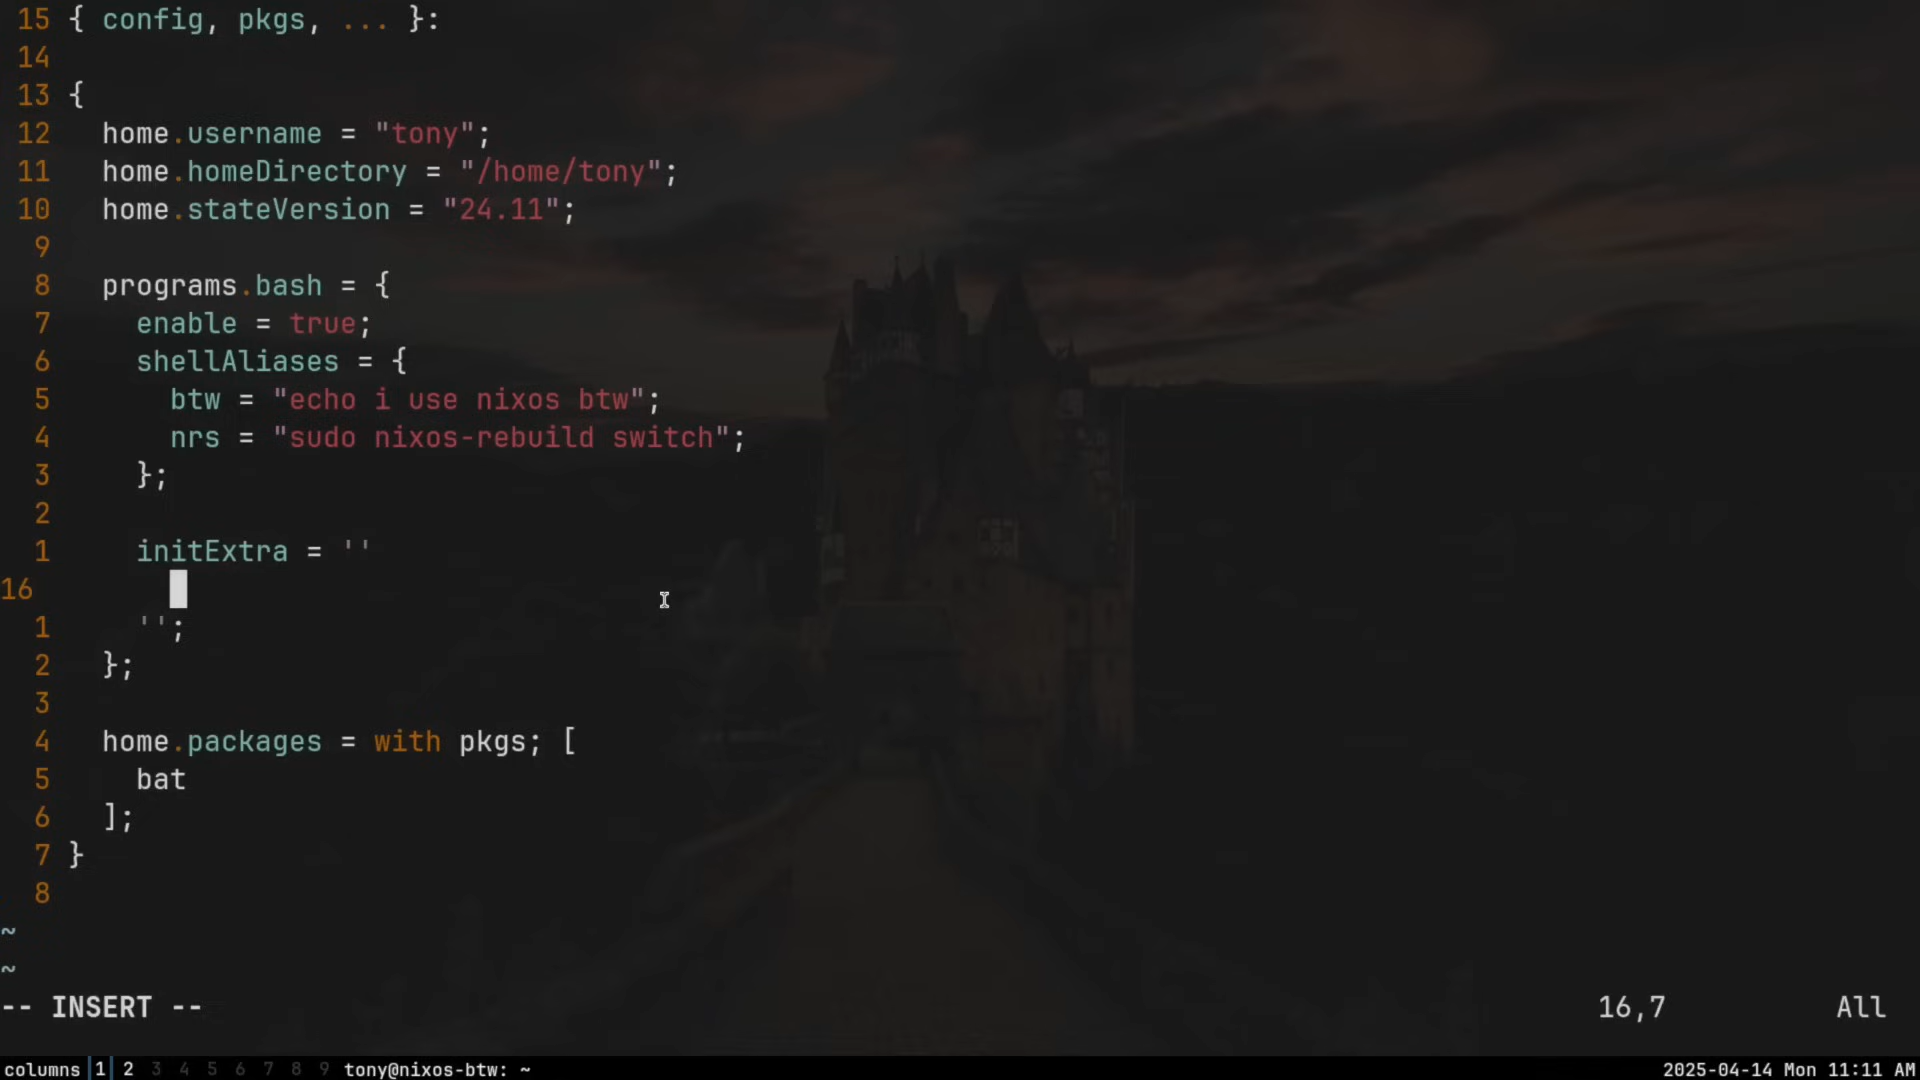 15 { config, pkgs, ... }:
14
13 {
12   home.username = "tony";
11   home.homeDirectory = "/home/tony";
10   home.stateVersion = "24.11";
9
8   programs.bash = {
7     enable = true;
6     shellAliases = {
5       btw = "echo i use nixos btw";
4       nrs = "sudo nixos-rebuild switch";
3     };
2
1     initExtra = ''
16
1     '';
2   };
3
4   home.packages = with pkgs; [
5     bat
6   ];
7 }
8
~
~
-- INSERT -- 16,7 All
columns 1 2 3 4 5 6 7 8 9 tony@nixos-btw: ~ 2025-04-14 Mon 11:11 AM